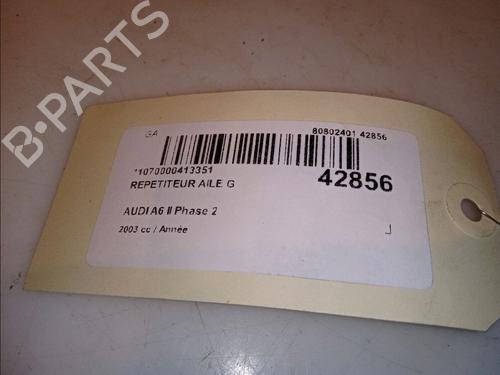 B-PARTS
GA
80802401 42856
*1070000413351
REPETITEUR AILE G
42856
AUDI A6 II Phase 2
2003 cc / Année
J